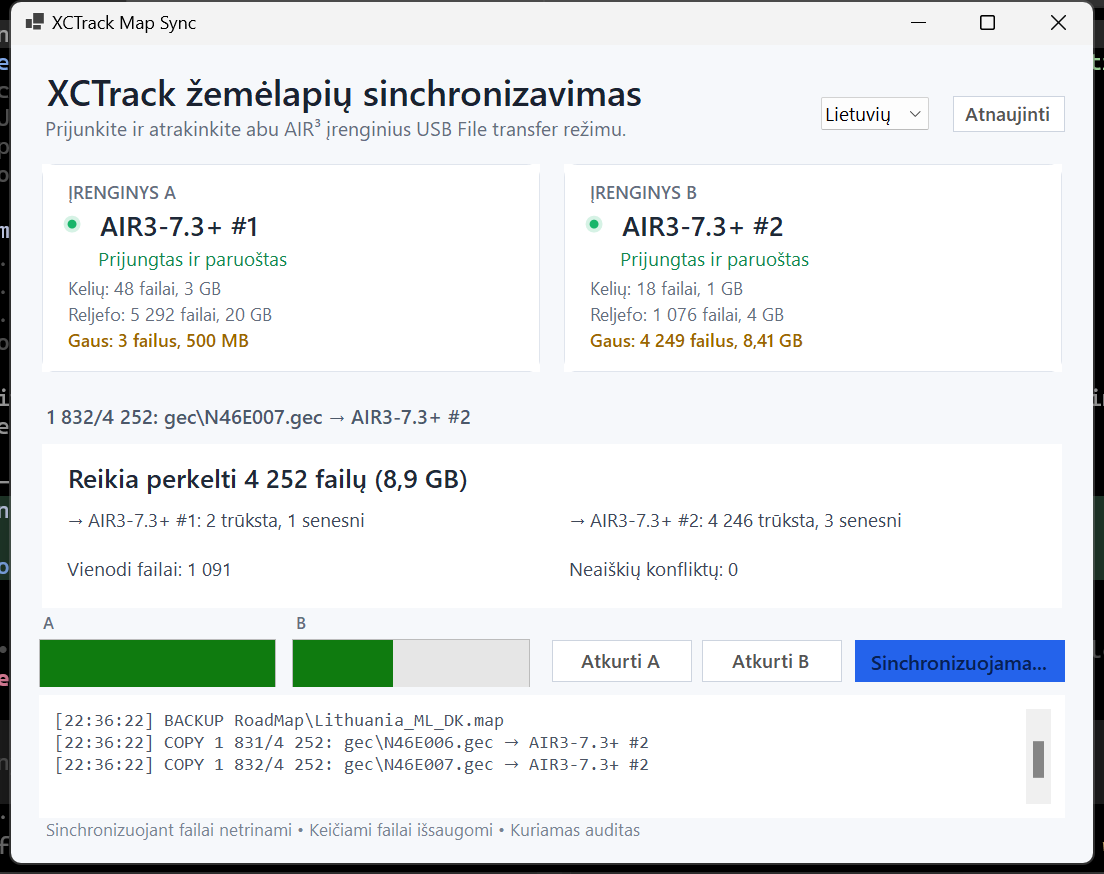 XCTrack Map Sync
XCTrack žemėlapių sinchronizavimas
Prijunkite ir atrakinkite abu AIR³ įrenginius USB File transfer režimu.
Lietuvių
Atnaujinti
ĮRENGINYS A
AIR3-7.3+ #1
Prijungtas ir paruoštas
Kelių: 48 failai, 3 GB
Reljefo: 5 292 failai, 20 GB
Gaus: 3 failus, 500 MB
ĮRENGINYS B
AIR3-7.3+ #2
Prijungtas ir paruoštas
Kelių: 18 failai, 1 GB
Reljefo: 1 076 failai, 4 GB
Gaus: 4 249 failus, 8,41 GB
1 832/4 252: gec\N46E007.gec → AIR3-7.3+ #2
Reikia perkelti 4 252 failų (8,9 GB)
→ AIR3-7.3+ #1: 2 trūksta, 1 senesni
→ AIR3-7.3+ #2: 4 246 trūksta, 3 senesni
Vienodi failai: 1 091
Neaiškių konfliktų: 0
A
B
Atkurti A
Atkurti B
Sinchronizuojama...
[22:36:22] BACKUP RoadMap\Lithuania_ML_DK.map
[22:36:22] COPY 1 831/4 252: gec\N46E006.gec → AIR3-7.3+ #2
[22:36:22] COPY 1 832/4 252: gec\N46E007.gec → AIR3-7.3+ #2
Sinchronizuojant failai netrinami • Keičiami failai išsaugomi • Kuriamas auditas